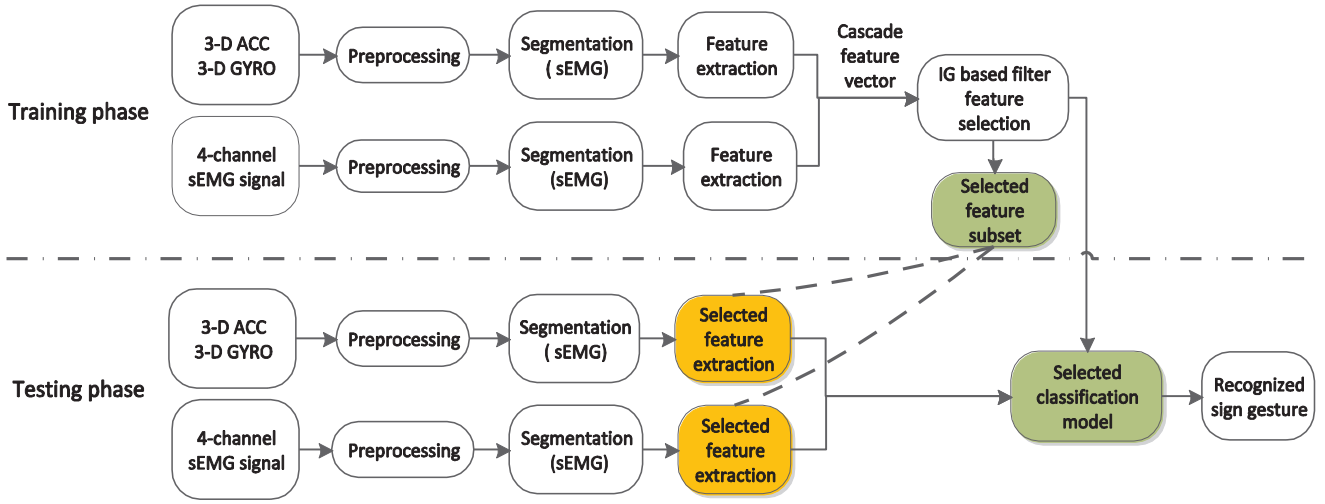 Training phase
3-D ACC
3-D GYRO
Preprocessing
Segmentation
( sEMG)
Feature
extraction
Cascade
feature
vector
IG based filter
feature
selection
4-channel
sEMG signal
Preprocessing
Segmentation
(sEMG)
Feature
extraction
Selected
feature
subset
Testing phase
3-D ACC
3-D GYRO
Preprocessing
Segmentation
( sEMG)
Selected
feature
extraction
4-channel
sEMG signal
Preprocessing
Segmentation
(sEMG)
Selected
feature
extraction
Selected
classification
model
Recognized
sign gesture